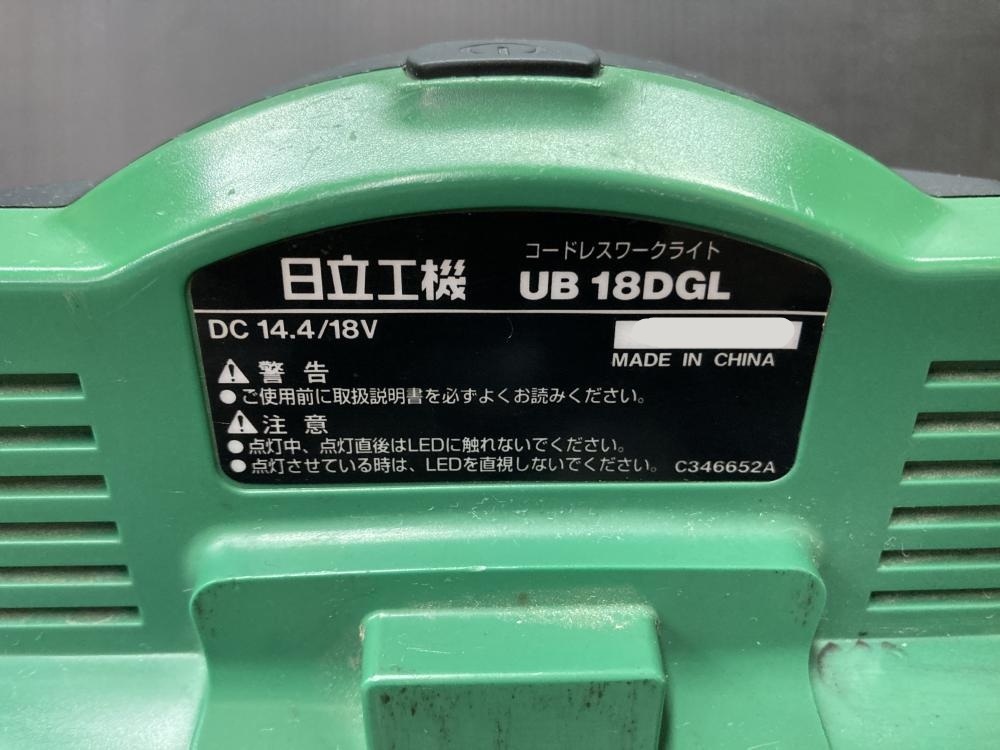 コードレスワークライト
日立工機 UB 18DGL
DC 14.4/18V
MADE IN CHINA
警告
●ご使用前に取扱説明書を必ずよくお読みください。
注意
●点灯中、点灯直後はLEDに触れないでください。
●点灯させている時は、LEDを直視しないでください。 C346652A